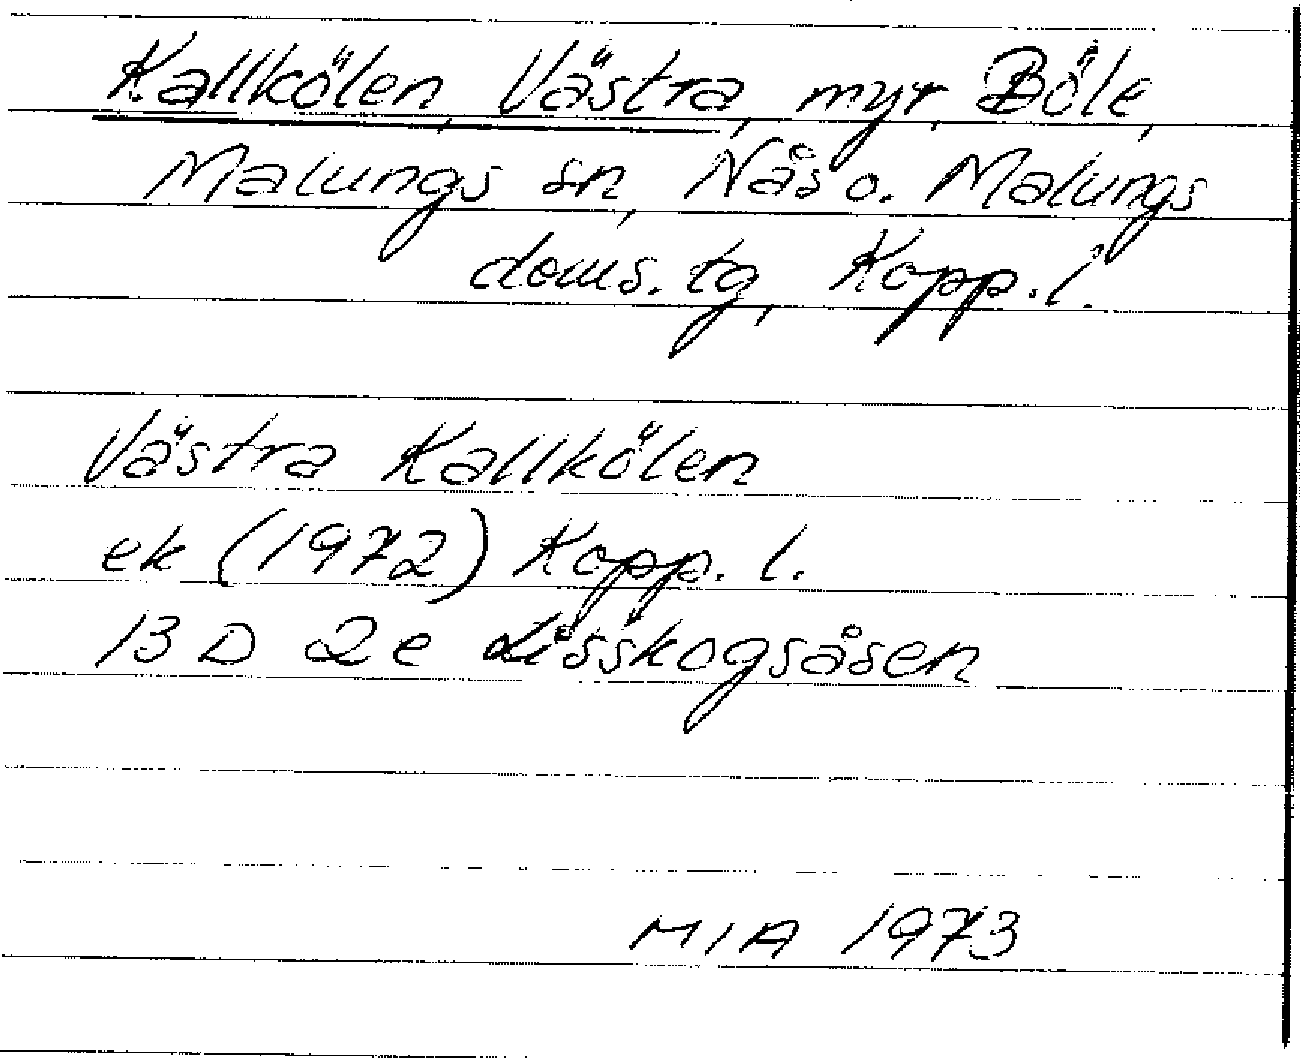 Kallkölen, Västra, myr, Böle,
Malungs sn, Nås o. Malungs
doms. tg, Kopp. l.
Västra Kallkölen
ek (1972) Kopp. l.
13 D 2e Lisskogsåsen
MIA 1973